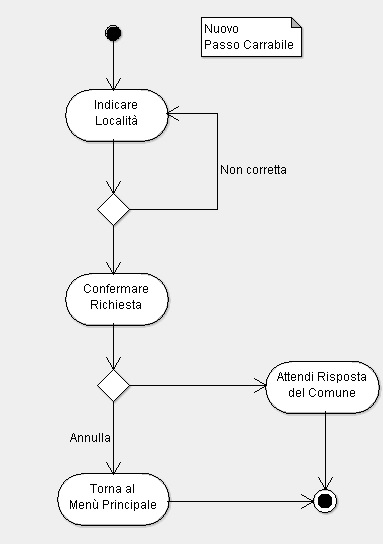 Nuovo
Passo Carrabile
Indicare
Località
Non corretta
Confermare
Richiesta
Attendi Risposta
del Comune
Annulla
Torna al
Menù Principale